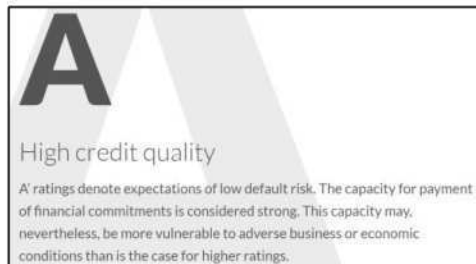 A
High credit quality
A' ratings denote expectations of low default risk. The capacity for payment
of financial commitments is considered strong. This capacity may,
nevertheless, be more vulnerable to adverse business or economic
conditions than is the case for higher ratings.